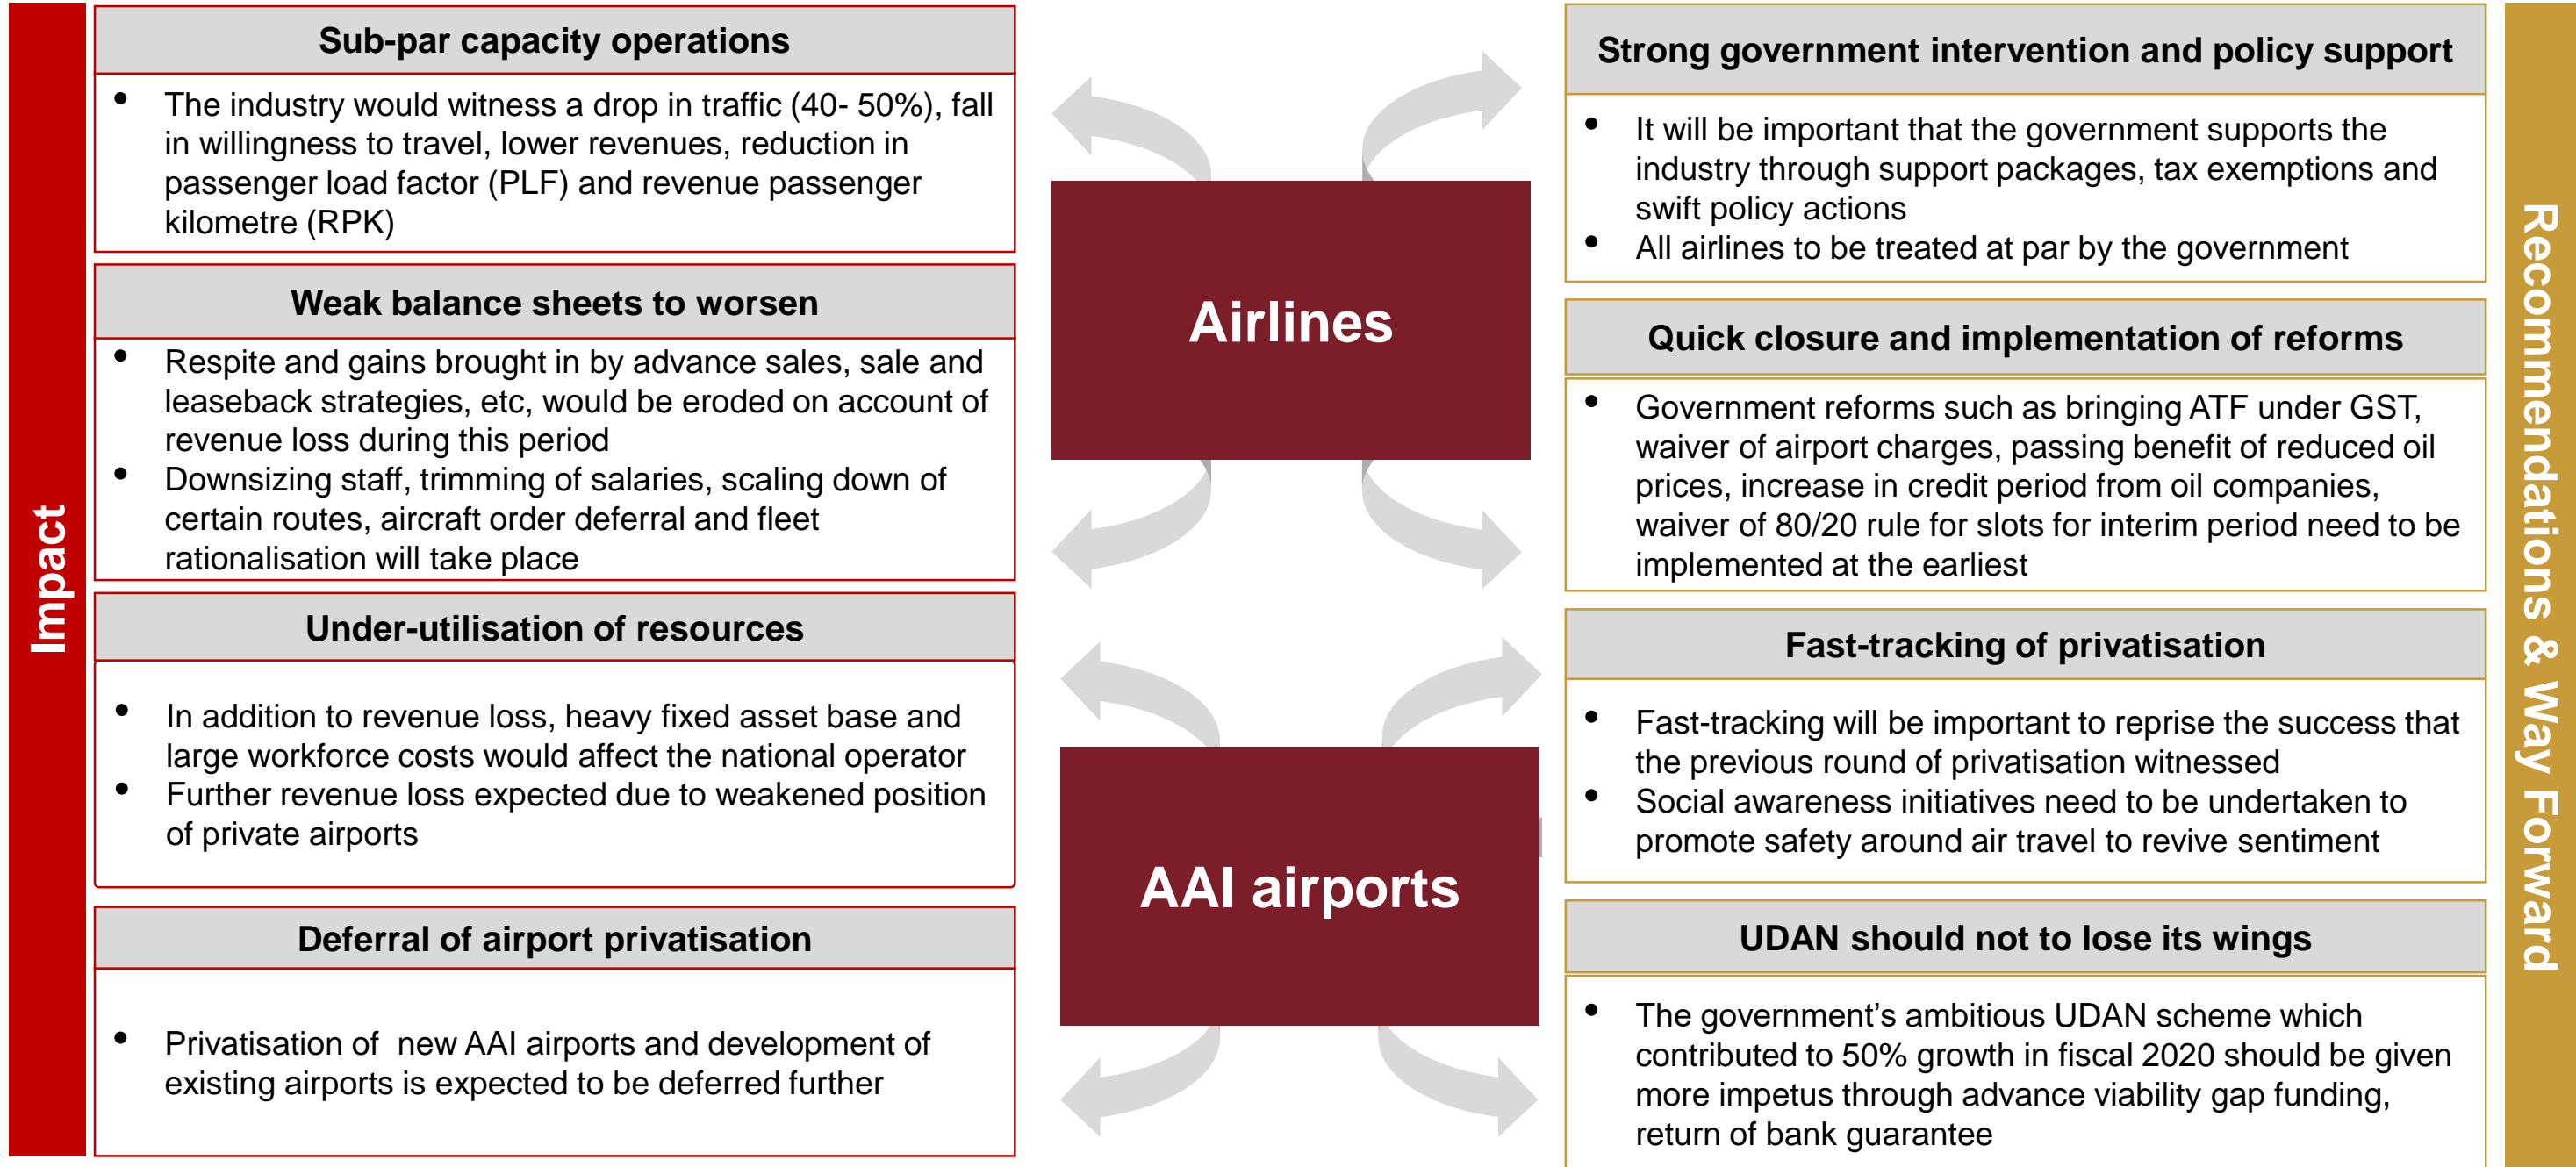 Impact
Sub-par capacity operations
• The industry would witness a drop in traffic (40- 50%), fall
in willingness to travel, lower revenues, reduction in
passenger load factor (PLF) and revenue passenger
kilometre (RPK)
Weak balance sheets to worsen
• Respite and gains brought in by advance sales, sale and
leaseback strategies, etc, would be eroded on account of
revenue loss during this period
• Downsizing staff, trimming of salaries, scaling down of
certain routes, aircraft order deferral and fleet
rationalisation will take place
Under-utilisation of resources
• In addition to revenue loss, heavy fixed asset base and
large workforce costs would affect the national operator
• Further revenue loss expected due to weakened position
of private airports
Deferral of airport privatisation
• Privatisation of  new AAI airports and development of
existing airports is expected to be deferred further
Airlines
AAI airports
Strong government intervention and policy support
• It will be important that the government supports the
industry through support packages, tax exemptions and
swift policy actions
• All airlines to be treated at par by the government
Quick closure and implementation of reforms
• Government reforms such as bringing ATF under GST,
waiver of airport charges, passing benefit of reduced oil
prices, increase in credit period from oil companies,
waiver of 80/20 rule for slots for interim period need to be
implemented at the earliest
Fast-tracking of privatisation
• Fast-tracking will be important to reprise the success that
the previous round of privatisation witnessed
• Social awareness initiatives need to be undertaken to
promote safety around air travel to revive sentiment
UDAN should not to lose its wings
• The government’s ambitious UDAN scheme which
contributed to 50% growth in fiscal 2020 should be given
more impetus through advance viability gap funding,
return of bank guarantee
Recommendations & Way Forward